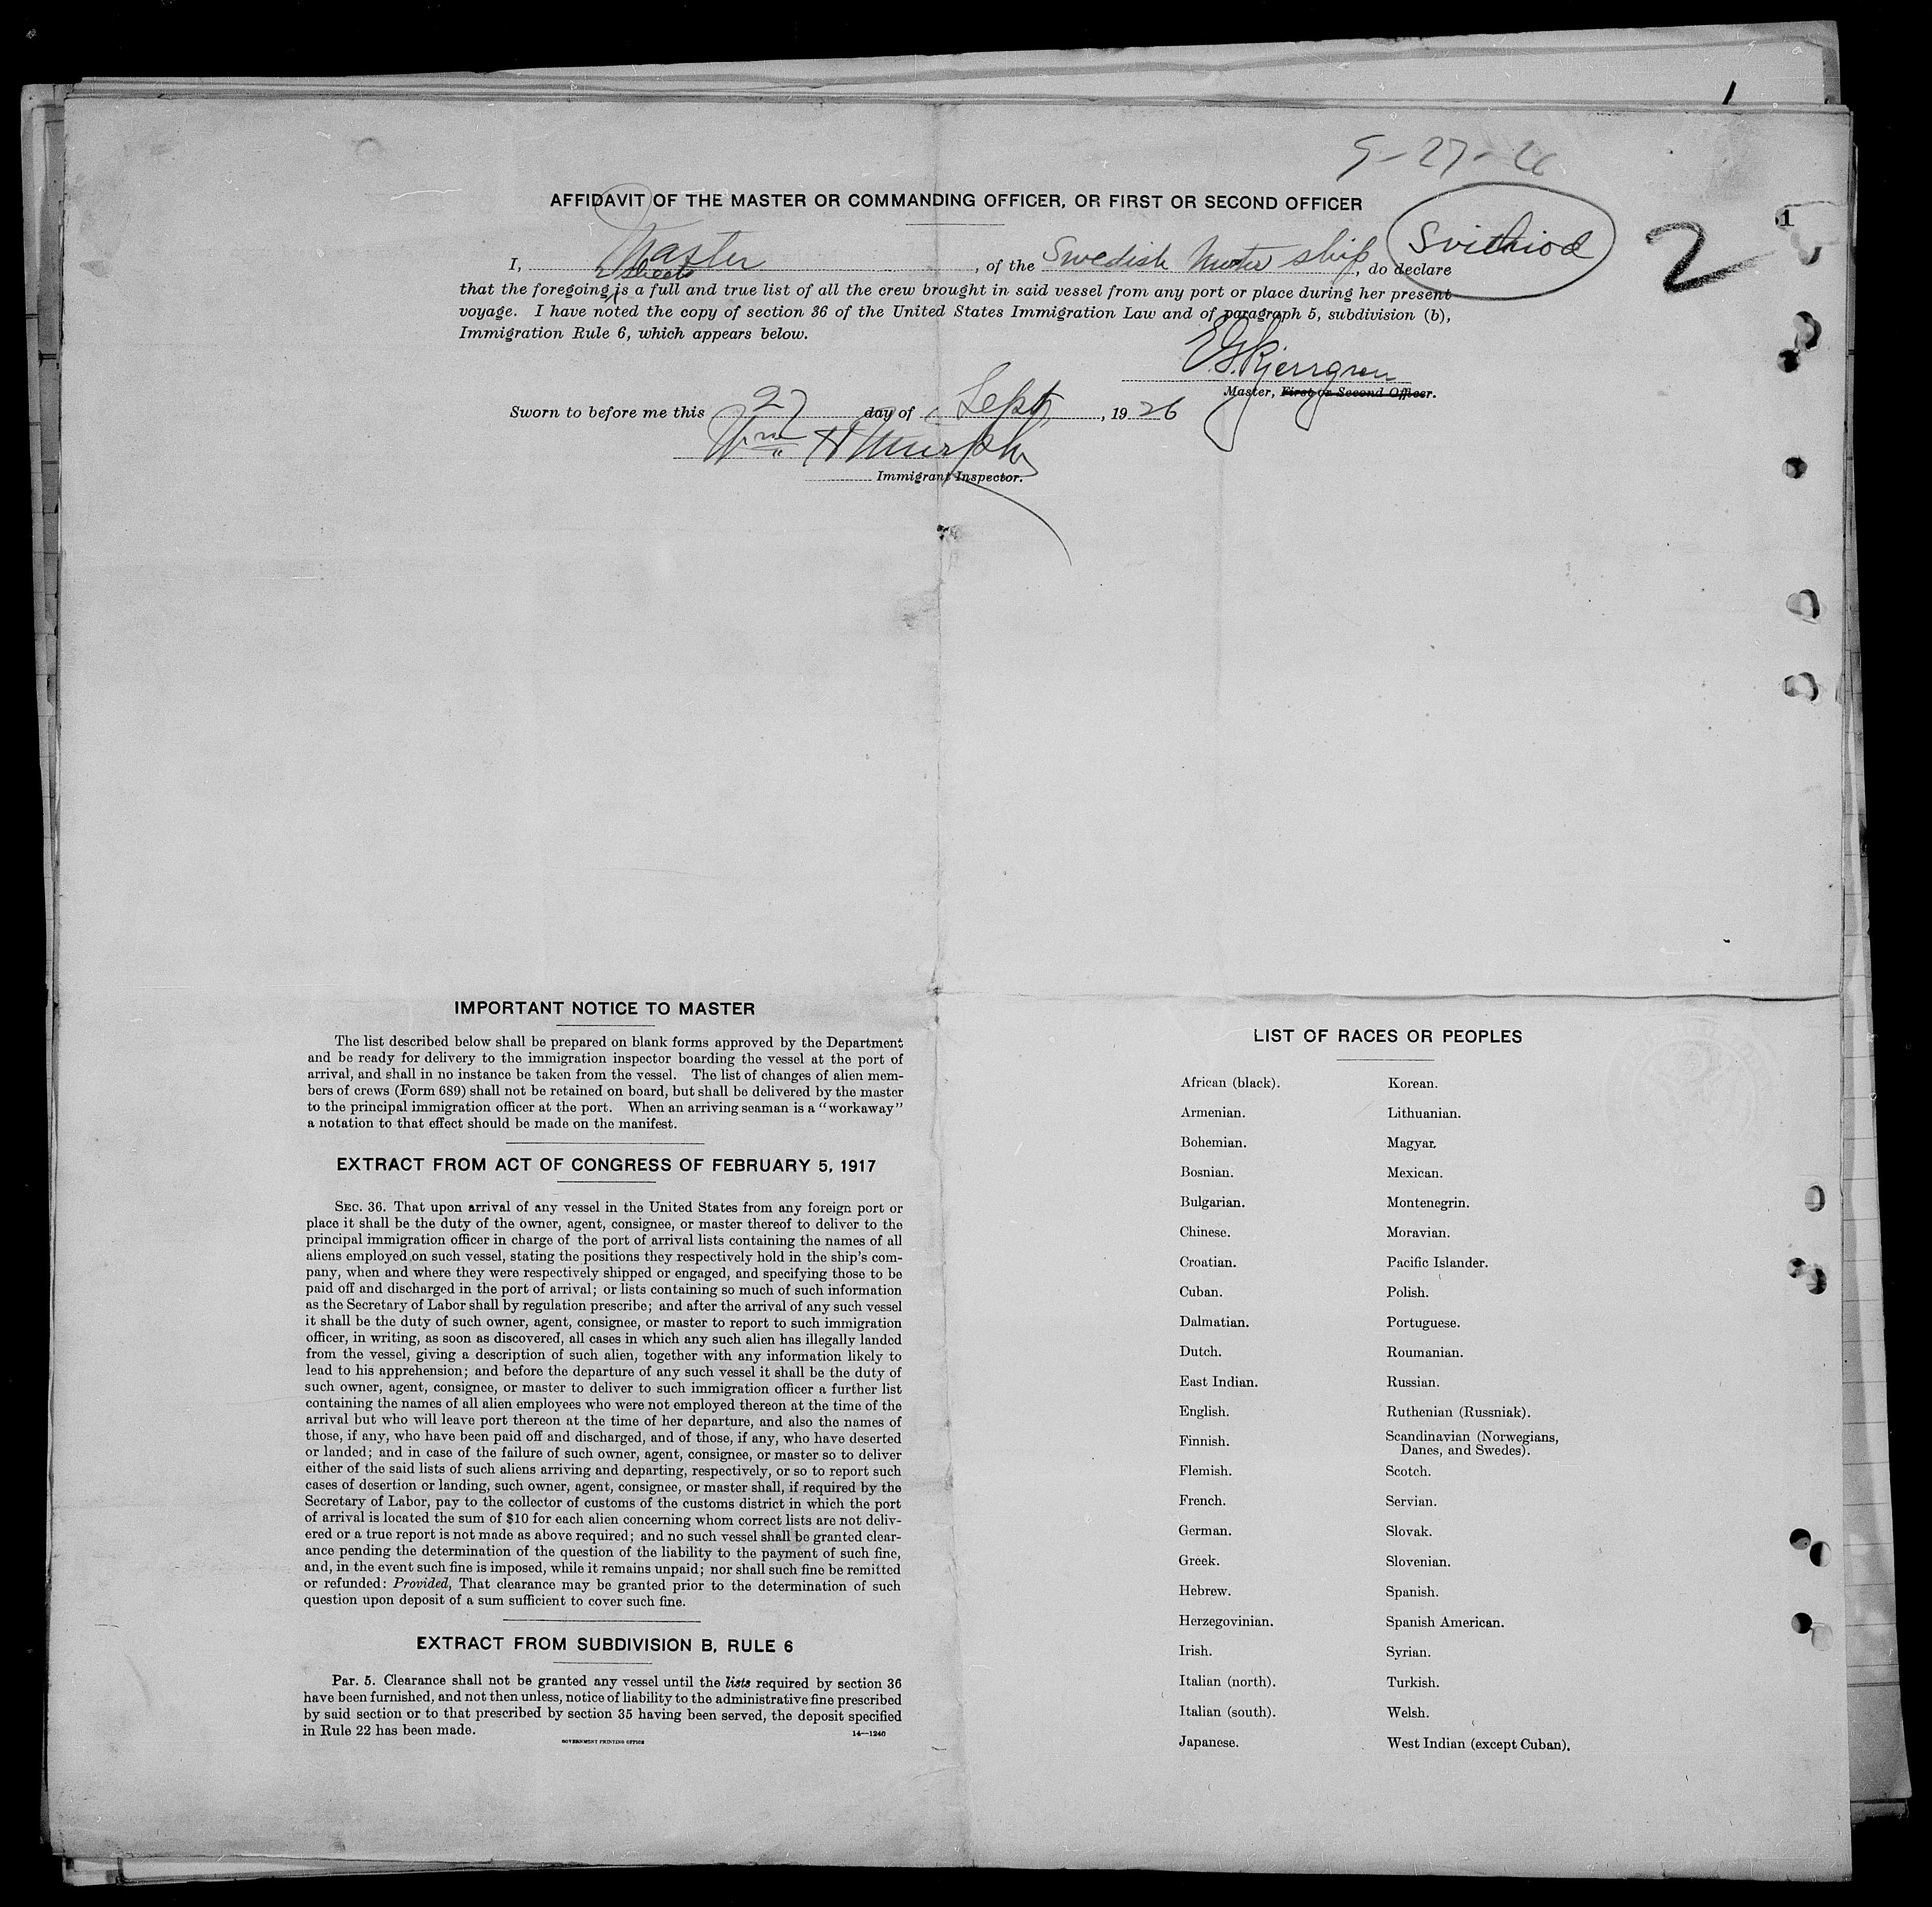 9-27-26
AFFIDAVIT OF THE MASTER OR COMMANDING OFFICER, OR FIRST OR SECOND OFFICER
1
2
I, Master, of the Swedish Motor ship Svithiod, do declare
2 sheets
that the foregoing is a full and true list of all the crew brought in said vessel from any port or place during her present
voyage. I have noted the copy of section 36 of the United States Immigration Law and of paragraph 5, subdivision (b),
Immigration Rule 6, which appears below.
Master, First or Second Officer.
Sworn to before me this 27 day of Sept, 1926
Wm H Murphy
Immigrant Inspector.
IMPORTANT NOTICE TO MASTER
The list described below shall be prepared on blank forms approved by the Department
and be ready for delivery to the immigration inspector boarding the vessel at the port of
arrival, and shall in no instance be taken from the vessel. The list of changes of alien mem-
bers of crews (Form 689) shall not be retained on board, but shall be delivered by the master
to the principal immigration officer at the port. When an arriving seaman is a "workaway"
a notation to that effect should be made on the manifest.
EXTRACT FROM ACT OF CONGRESS OF FEBRUARY 5, 1917
SEC. 36. That upon arrival of any vessel in the United States from any foreign port or
place it shall be the duty of the owner, agent, consignee, or master thereof to deliver to the
principal immigration officer in charge of the port of arrival lists containing the names of all
aliens employed on such vessel, stating the positions they respectively hold in the ship's com-
pany, when and where they were respectively shipped or engaged, and specifying those to be
paid off and discharged in the port of arrival; or lists containing so much of such information
as the Secretary of Labor shall by regulation prescribe; and after the arrival of any such vessel
it shall be the duty of such owner, agent, consignee, or master to report to such immigration
officer, in writing, as soon as discovered, all cases in which any such alien has illegally landed
from the vessel, giving a description of such alien, together with any information likely to
lead to his apprehension; and before the departure of any such vessel it shall be the duty of
such owner, agent, consignee, or master to deliver to such immigration officer a further list
containing the names of all alien employees who were not employed thereon at the time of the
arrival but who will leave port thereon at the time of her departure, and also the names of
those, if any, who have been paid off and discharged, and of those, if any, who have deserted
or landed; and in case of the failure of such owner, agent, consignee, or master so to deliver
either of the said lists of such aliens arriving and departing, respectively, or so to report such
cases of desertion or landing, such owner, agent, consignee, or master shall, if required by the
Secretary of Labor, pay to the collector of customs of the customs district in which the port
of arrival is located the sum of $10 for each alien concerning whom correct lists are not deliv-
ered or a true report is not made as above required; and no such vessel shall be granted clear-
ance pending the determination of the question of the liability to the payment of such fine,
and, in the event such fine is imposed, while it remains unpaid; nor shall such fine be remitted
or refunded: Provided, That clearance may be granted prior to the determination of such
question upon deposit of a sum sufficient to cover such fine.
EXTRACT FROM SUBDIVISION B, RULE 6
Par. 5. Clearance shall not be granted any vessel until the lists required by section 36
have been furnished, and not then unless, notice of liability to the administrative fine prescribed
by said section or to that prescribed by section 35 having been served, the deposit specified
in Rule 22 has been made.
14—1240
GOVERNMENT PRINTING OFFICE
LIST OF RACES OR PEOPLES
African (black).
Armenian.
Bohemian.
Bosnian.
Bulgarian.
Chinese.
Croatian.
Cuban.
Dalmatian.
Dutch.
East Indian.
English.
Finnish.
Flemish.
French.
German.
Greek.
Hebrew.
Herzegovinian.
Irish.
Italian (north).
Italian (south).
Japanese.
Korean.
Lithuanian.
Magyar.
Mexican.
Montenegrin.
Moravian.
Pacific Islander.
Polish.
Portuguese.
Roumanian.
Russian.
Ruthenian (Russniak).
Scandinavian (Norwegians,
Danes, and Swedes).
Scotch.
Servian.
Slovak.
Slovenian.
Spanish.
Spanish American.
Syrian.
Turkish.
Welsh.
West Indian (except Cuban).